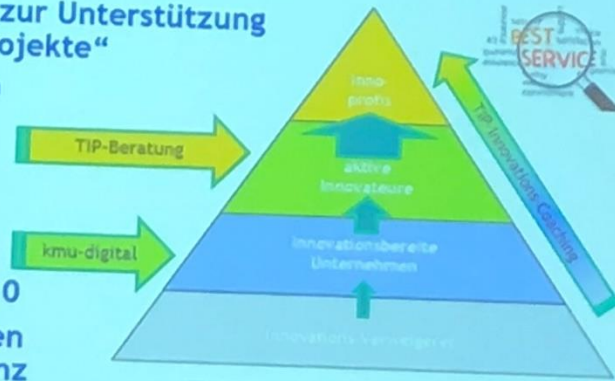 zur Unterstützung
ojekte“
BEST
SERVICE
Inno-
profis
TIP-Beratung
aktive
Innovateure
TIP-Innovations-Coaching
kmu-digital
Innovationsbereite
Unternehmen
0
en
nz
Innovations-Verweigerer